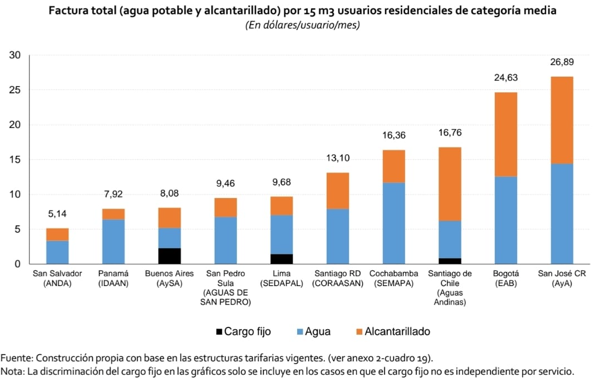 Factura total (agua potable y alcantarillado) por 15 m3 usuarios residenciales de categoría media
(En dólares/usuario/mes)
30
25
20
15
10
5
0
5,14
7,92
8,08
9,46
9,68
13,10
16,36
16,76
24,63
26,89
San Salvador
(ANDA)
Panamá
(IDAAN)
Buenos Aires
(AySA)
San Pedro
Sula
(AGUAS DE
SAN PEDRO)
Lima
(SEDAPAL)
Santiago RD
(CORAASAN)
Cochabamba
(SEMAPA)
Santiago de
Chile
(Aguas
Andinas)
Bogotá
(EAB)
San José CR
(AyA)
Cargo fijo
Agua
Alcantarillado
Fuente: Construcción propia con base en las estructuras tarifarias vigentes. (ver anexo 2-cuadro 19).
Nota: La discriminación del cargo fijo en las gráficos solo se incluye en los casos en que el cargo fijo no es independiente por servicio.